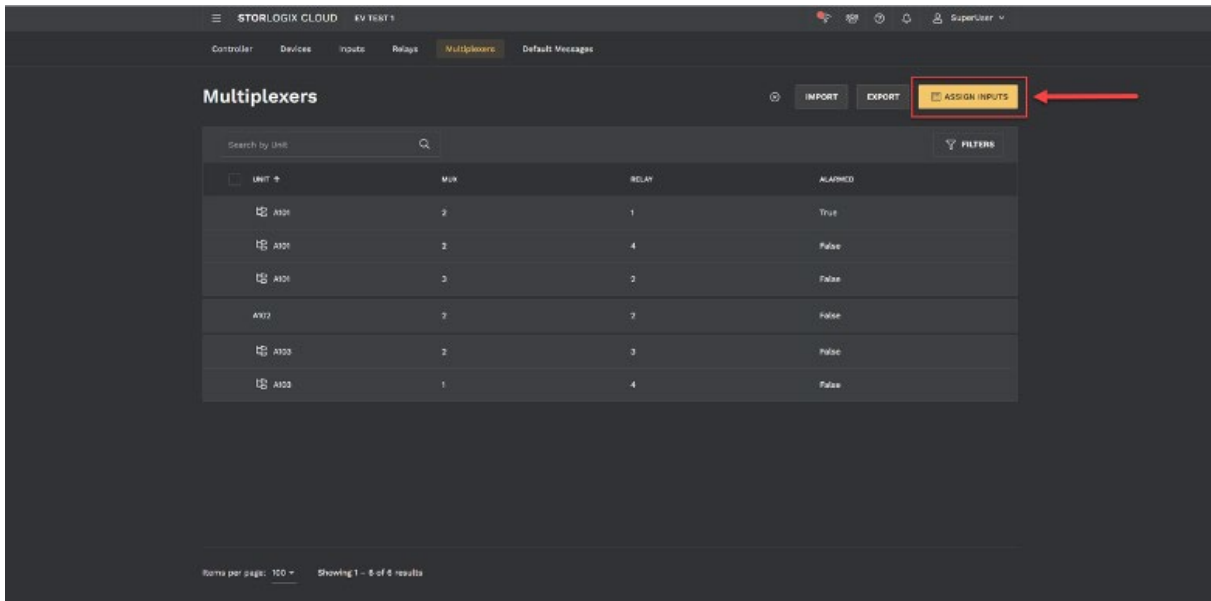 STORLOGIX CLOUD EV TEST 1 SuperUser
Controller Devices Inputs Relays Multiplexers Default Messages
Multiplexers IMPORT EXPORT ASSIGN INPUTS
Search by Unit FILTERS
UNIT MUX RELAY ALARMED
A101 2 1 True
A101 2 4 False
A101 3 2 False
A102 2 2 False
A103 2 3 False
A103 1 4 False
Items per page: 100 Showing 1 – 6 of 6 results